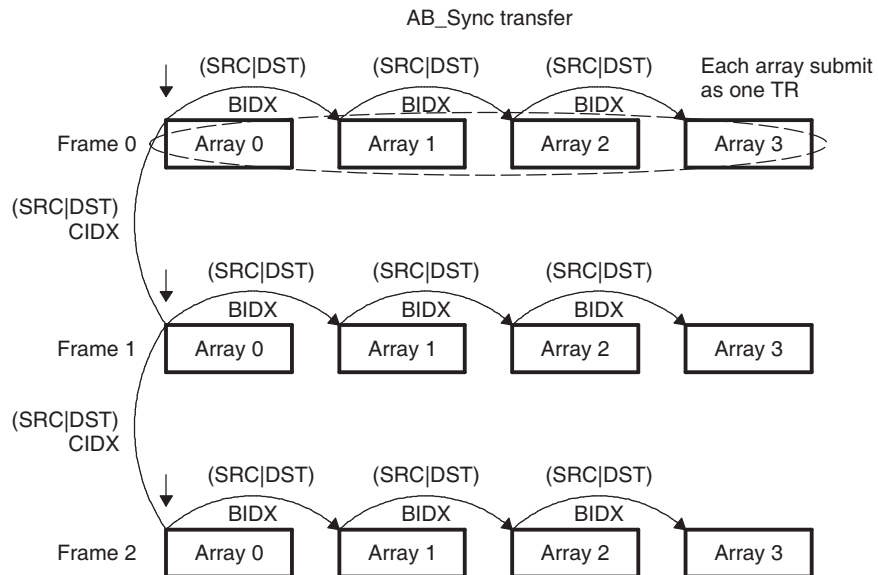 AB_Sync transfer
(SRC|DST) (SRC|DST) (SRC|DST) Each array submit
BIDX BIDX BIDX as one TR
Frame 0 Array 0 Array 1 Array 2 Array 3
(SRC|DST)
CIDX
(SRC|DST) (SRC|DST) (SRC|DST)
BIDX BIDX BIDX
Frame 1 Array 0 Array 1 Array 2 Array 3
(SRC|DST)
CIDX
(SRC|DST) (SRC|DST) (SRC|DST)
BIDX BIDX BIDX
Frame 2 Array 0 Array 1 Array 2 Array 3